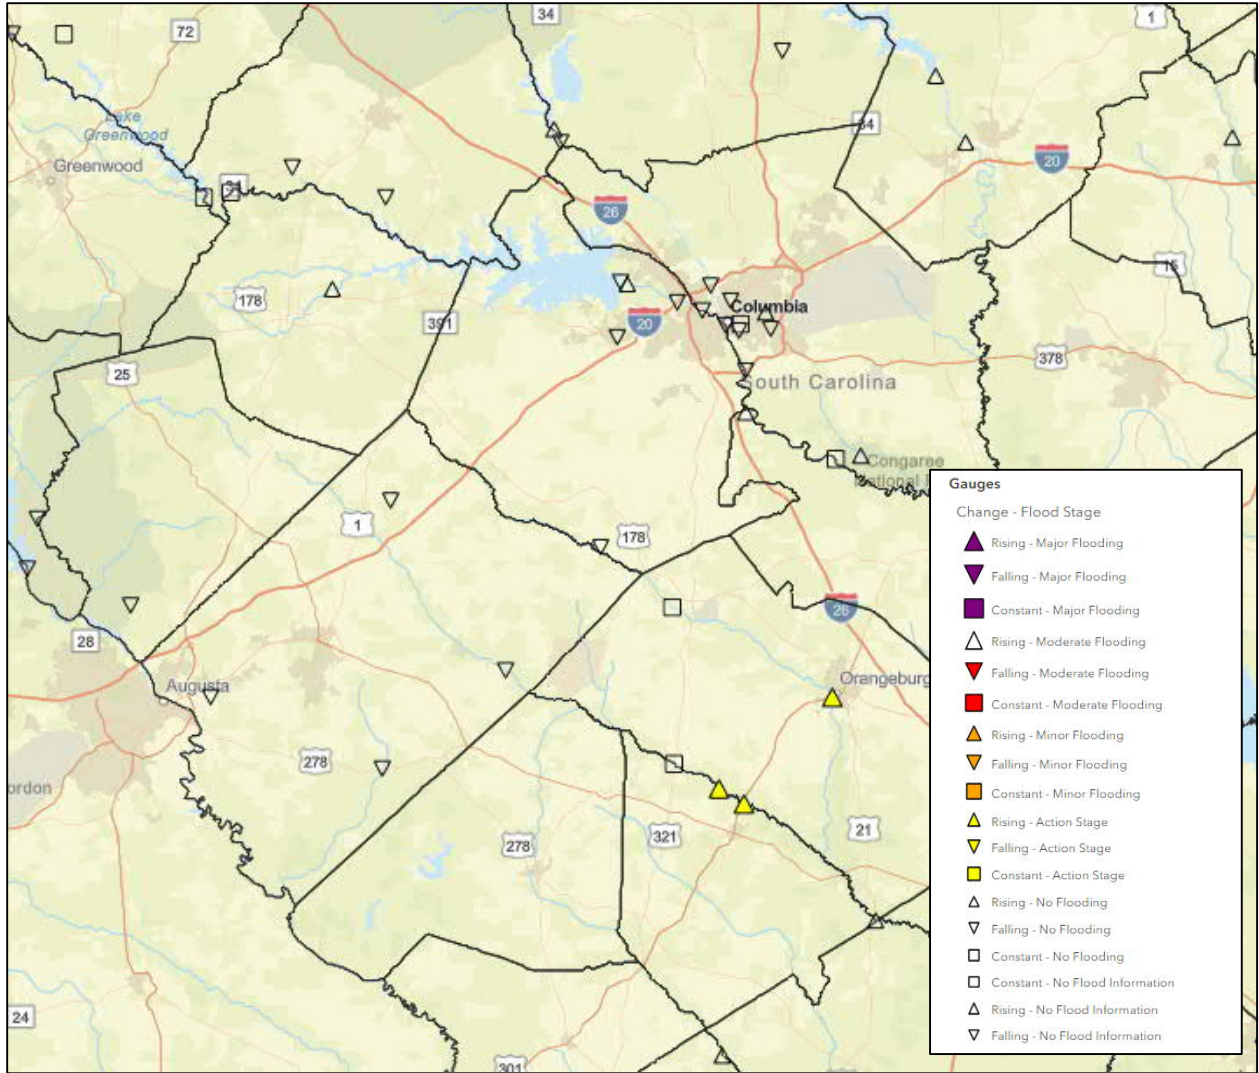 34
1
72
Lake
Greenwood
Greenwood
34
20
34
26
15
178
Columbia
391
20
378
25
South Carolina
Congaree
National
1
178
26
28
Augusta
Orangeburg
278
ordon
321
21
278
24
301
Gauges
Change - Flood Stage
Rising - Major Flooding
Falling - Major Flooding
Constant - Major Flooding
Rising - Moderate Flooding
Falling - Moderate Flooding
Constant - Moderate Flooding
Rising - Minor Flooding
Falling - Minor Flooding
Constant - Minor Flooding
Rising - Action Stage
Falling - Action Stage
Constant - Action Stage
Rising - No Flooding
Falling - No Flooding
Constant - No Flooding
Constant - No Flood Information
Rising - No Flood Information
Falling - No Flood Information